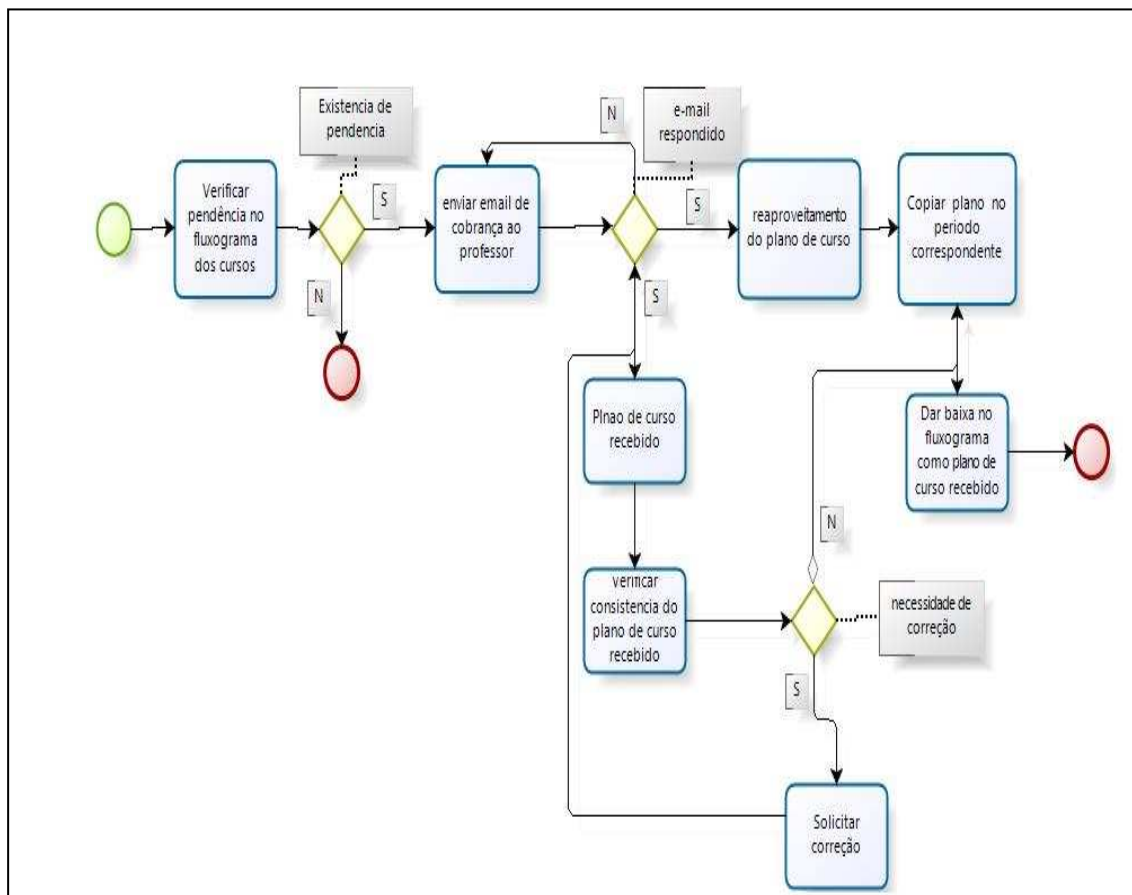 Existencia de
pendencia
N
e-mail
respondido
Verificar
pendência no
fluxograma
dos cursos
S
enviar email de
cobrança ao
professor
S
reaproveitamento
do plano de curso
Copiar plano no
periodo
correspondente
N
S
Plnao de curso
recebido
Dar baixa no
fluxograma
como plano de
curso recebido
N
verificar
consistencia do
plano de curso
recebido
necessidade de
correção
S
Solicitar
correção